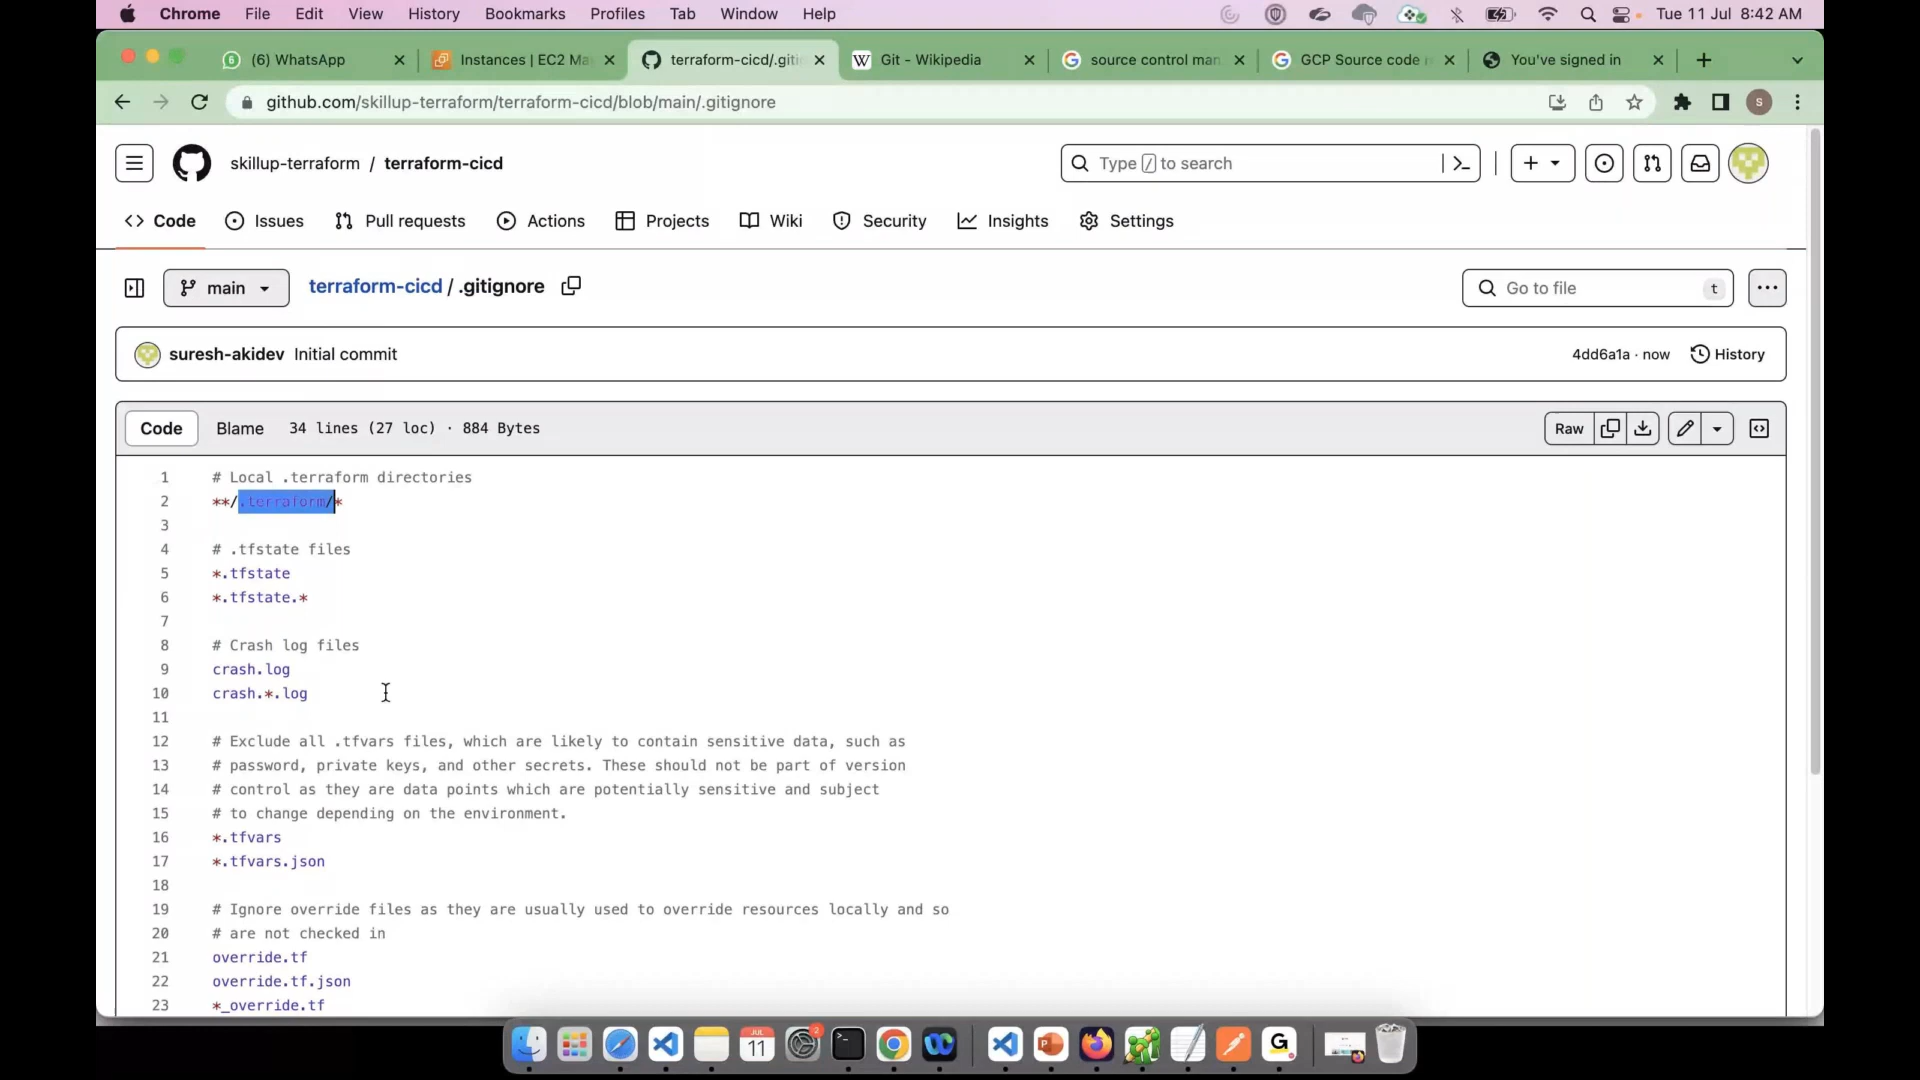 Chrome File Edit View History Bookmarks Profiles Tab Window Help Tue 11 Jul 8:42 AM
(6) WhatsApp Instances | EC2 Ma terraform-cicd/.giti Git - Wikipedia source control man GCP Source code You've signed in
github.com/skillup-terraform/terraform-cicd/blob/main/.gitignore S
skillup-terraform / terraform-cicd Type / to search
Code Issues Pull requests Actions Projects Wiki Security Insights Settings
main terraform-cicd / .gitignore Go to file t
suresh-akidev Initial commit 4dd6a1a · now History
Code Blame 34 lines (27 loc) · 884 Bytes Raw
1 # Local .terraform directories
2 **/.terraform/*
3
4 # .tfstate files
5 *.tfstate
6 *.tfstate.*
7
8 # Crash log files
9 crash.log
10 crash.*.log
11
12 # Exclude all .tfvars files, which are likely to contain sensitive data, such as
13 # password, private keys, and other secrets. These should not be part of version
14 # control as they are data points which are potentially sensitive and subject
15 # to change depending on the environment.
16 *.tfvars
17 *.tfvars.json
18
19 # Ignore override files as they are usually used to override resources locally and so
20 # are not checked in
21 override.tf
22 override.tf.json
23 *_override.tf
JUL
11
2